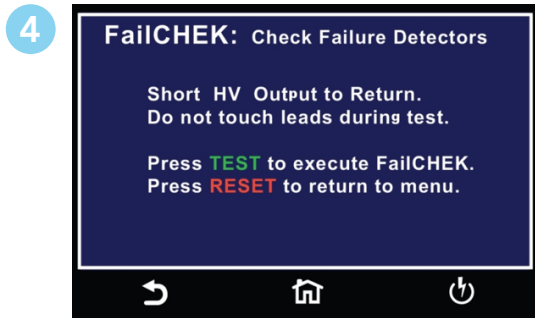 4
FailCHEK: Check Failure Detectors
Short HV Output to Return.
Do not touch leads during test.
Press TEST to execute FailCHEK.
Press RESET to return to menu.